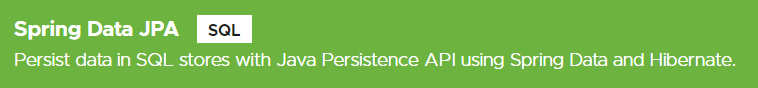 Spring Data JPA SQL
Persist data in SQL stores with Java Persistence API using Spring Data and Hibernate.